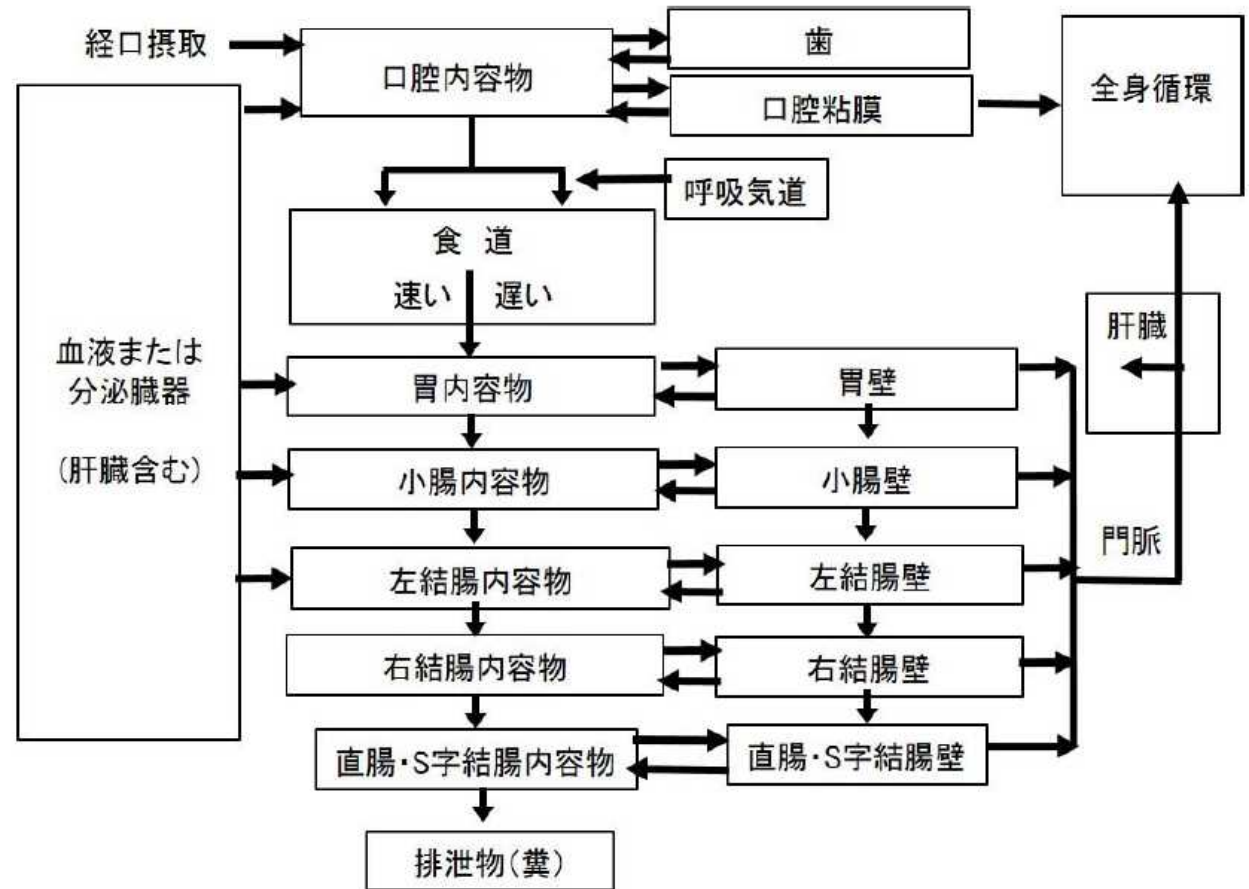 経口摂取
口腔内容物
歯
口腔粘膜
全身循環
呼吸気道
食 道
速い 遅い
血液または
分泌臓器
(肝臓含む)
胃内容物
胃壁
肝臓
小腸内容物
小腸壁
門脈
左結腸内容物
左結腸壁
右結腸内容物
右結腸壁
直腸・S字結腸内容物
直腸・S字結腸壁
排泄物(糞)